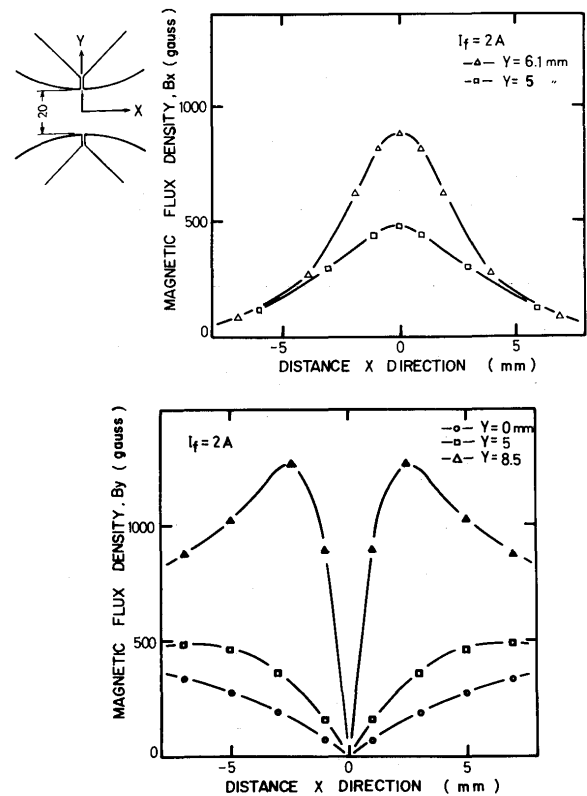 Y
X
20
MAGNETIC FLUX DENSITY, Bx (gauss)
I_f = 2A
Y = 6.1 mm
Y = 5 〃
1000
500
0
-5 0 5
DISTANCE X DIRECTION (mm)
MAGNETIC FLUX DENSITY, By (gauss)
I_f = 2A
Y = 0 mm
Y = 5
Y = 8.5
1000
500
0
-5 0 5
DISTANCE X DIRECTION (mm)